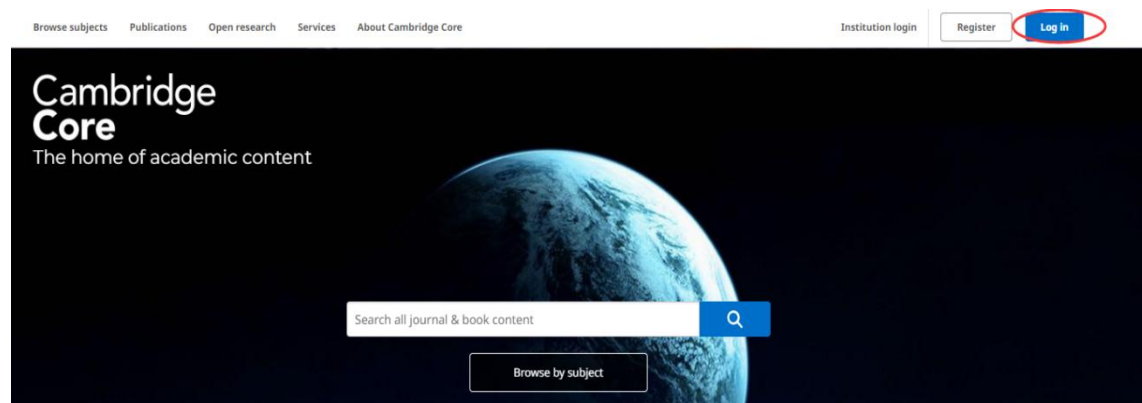 Browse subjects Publications Open research Services About Cambridge Core Institution login Register Log in
Cambridge
Core
The home of academic content
Search all journal & book content
Browse by subject